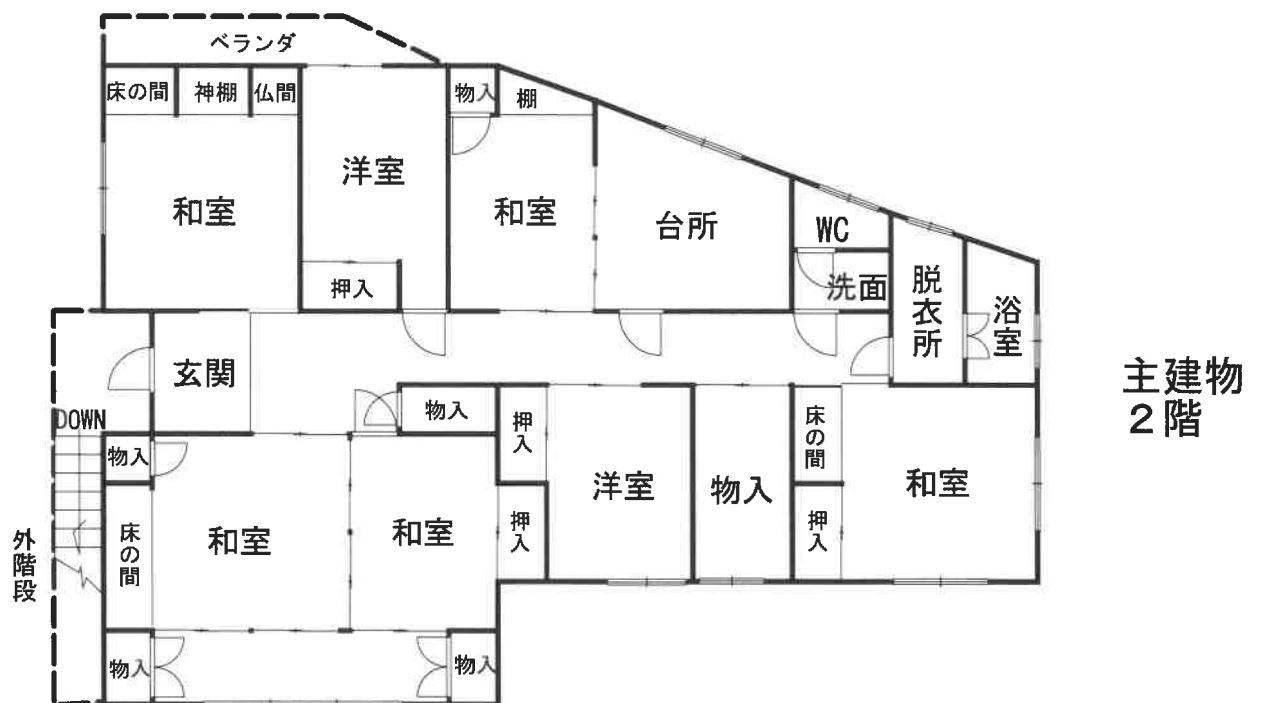 ベランダ
床の間
神棚
仏間
物入
棚
洋室
和室
和室
台所
WC
押入
洗面
脱衣所
浴室
玄関
主建物
2階
物入
DOWN
押入
床の間
物入
洋室
物入
和室
和室
和室
押入
押入
床の間
外階段
物入
物入